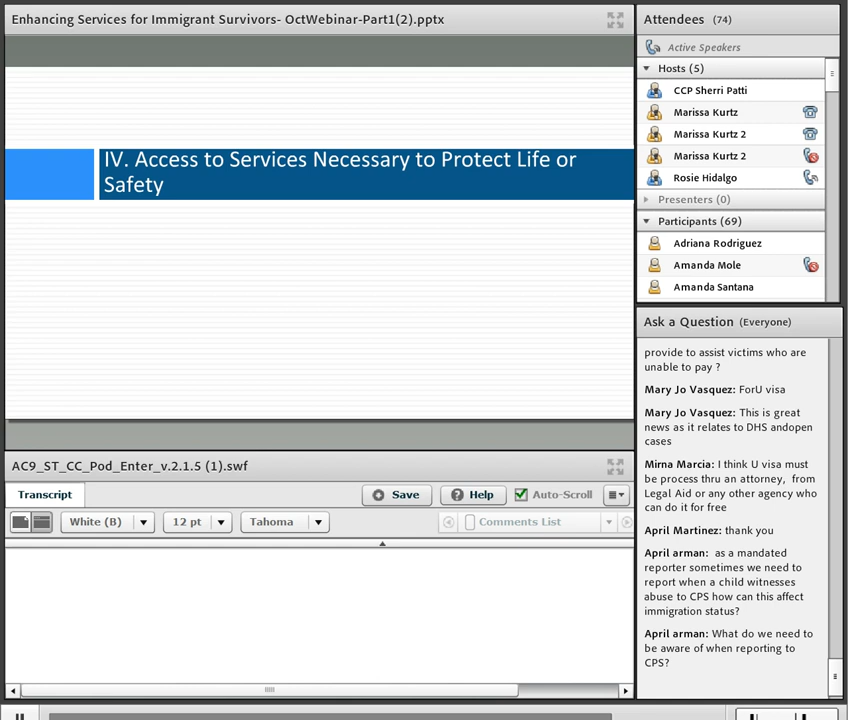 Enhancing Services for Immigrant Survivors- OctWebinar-Part1(2).pptx
IV. Access to Services Necessary to Protect Life or
Safety
AC9_ST_CC_Pod_Enter_v.2.1.5 (1).swf
Transcript
Save
Help
Auto-Scroll
White (B)
12 pt
Tahoma
Comments List
Attendees (74)
Active Speakers
Hosts (5)
CCP Sherri Patti
Marissa Kurtz
Marissa Kurtz 2
Marissa Kurtz 2
Rosie Hidalgo
Presenters (0)
Participants (69)
Adriana Rodriguez
Amanda Mole
Amanda Santana
Ask a Question (Everyone)
provide to assist victims who are
unable to pay ?
Mary Jo Vasquez: ForU visa
Mary Jo Vasquez: This is great
news as it relates to DHS andopen
cases
Mirna Marcia: I think U visa must
be process thru an attorney, from
Legal Aid or any other agency who
can do it for free
April Martinez: thank you
April arman: as a mandated
reporter sometimes we need to
report when a child witnesses
abuse to CPS how can this affect
immigration status?
April arman: What do we need to
be aware of when reporting to
CPS?